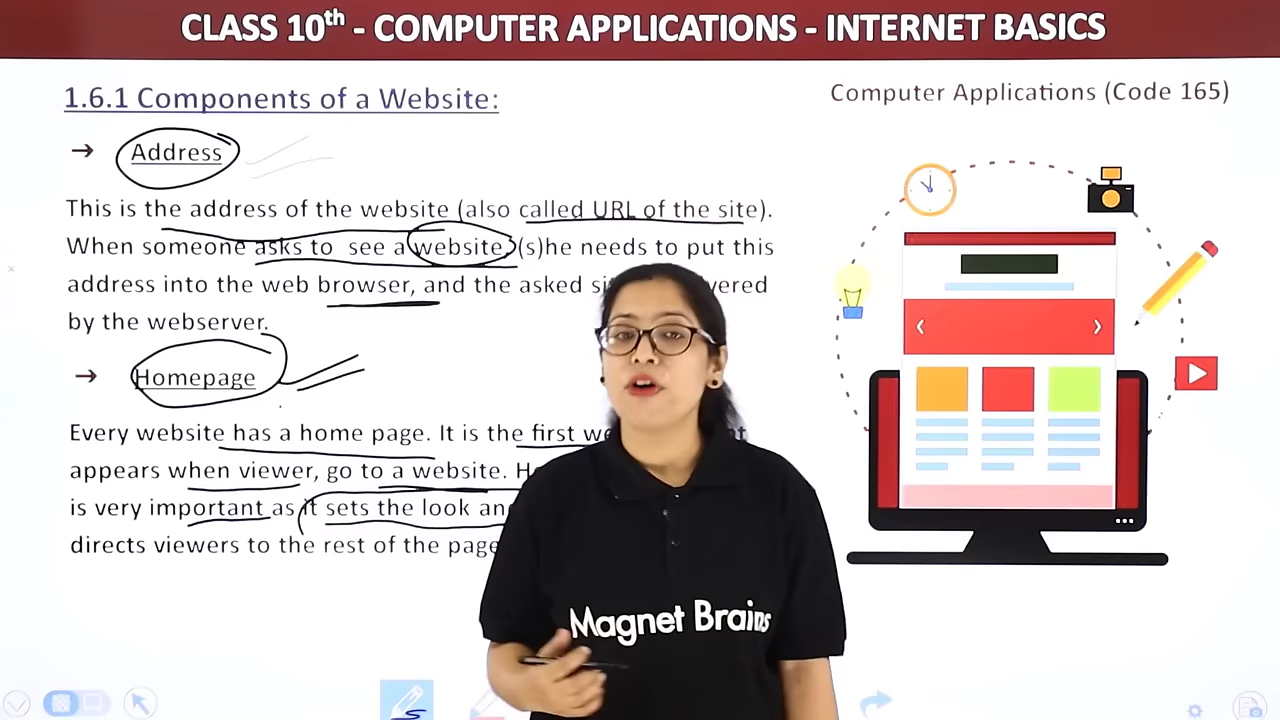 CLASS 10th - COMPUTER APPLICATIONS - INTERNET BASICS
1.6.1 Components of a Website:
Computer Applications (Code 165)
→ Address
This is the address of the website (also called URL of the site).
When someone asks to see a website, (s)he needs to put this
address into the web browser, and the asked
by the webserver.
→ Homepage
Every website has a home page. It is the first
appears when viewer, go to a website.
is very important as it sets the look
directs viewers to the rest of the page
Magnet Brains